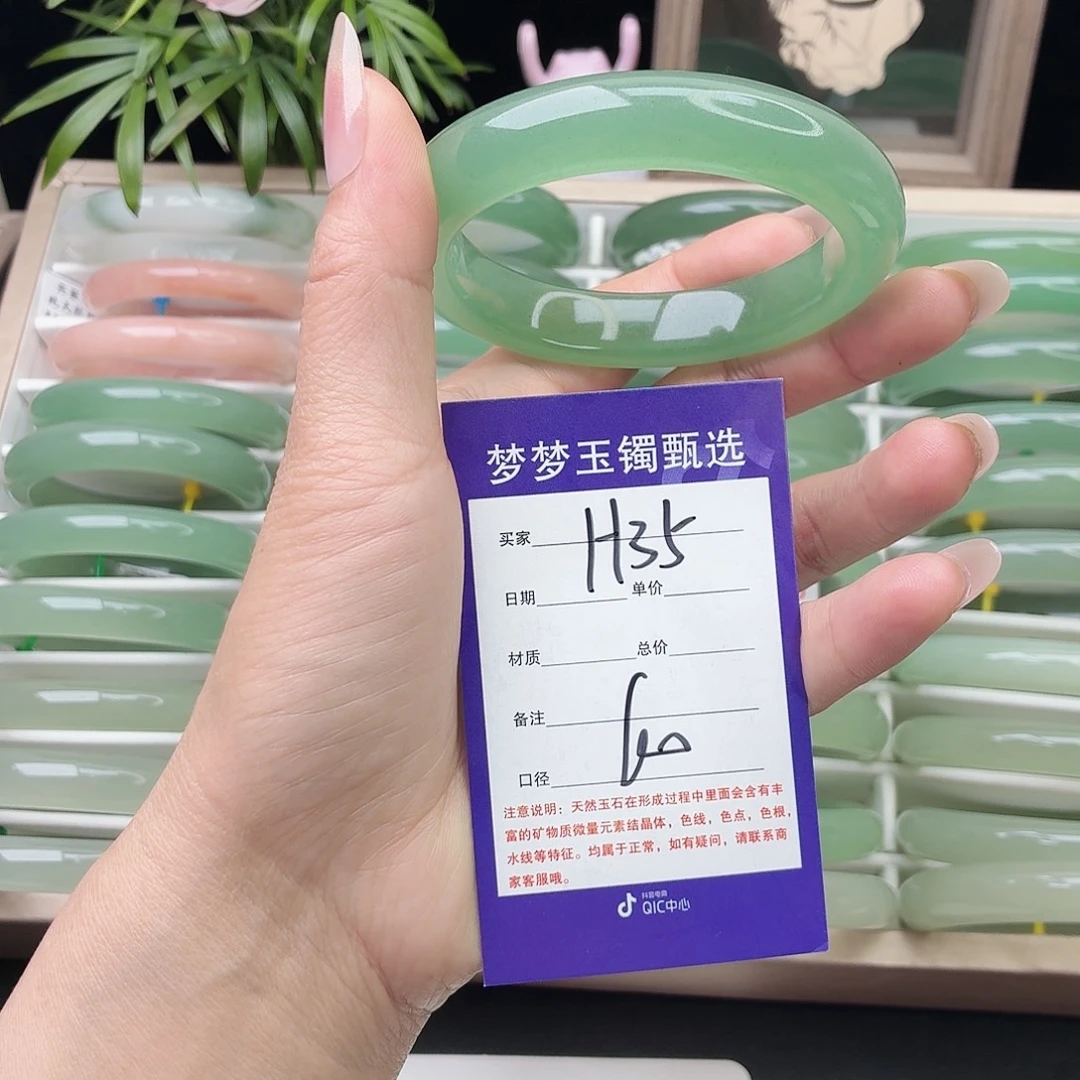 梦梦玉镯甄选
买家 H35
日期 单价
材质 总价
备注
口径
注意说明：天然玉石在形成过程中里面会含有丰
富的矿物质微量元素结晶体，色线，色点，色根，
水线等特征。均属于正常，如有疑问，请联系商
家客服哦。
抖音电商
QIC中心